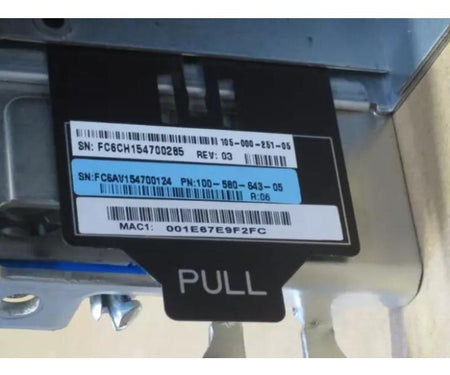 105-000-251-05
SN: FC6CH154700285 REV: 03
SN:FC6AV154700124 PN:100-580-643-05
R:06
MAC1: 001E67E9F2FC
PULL